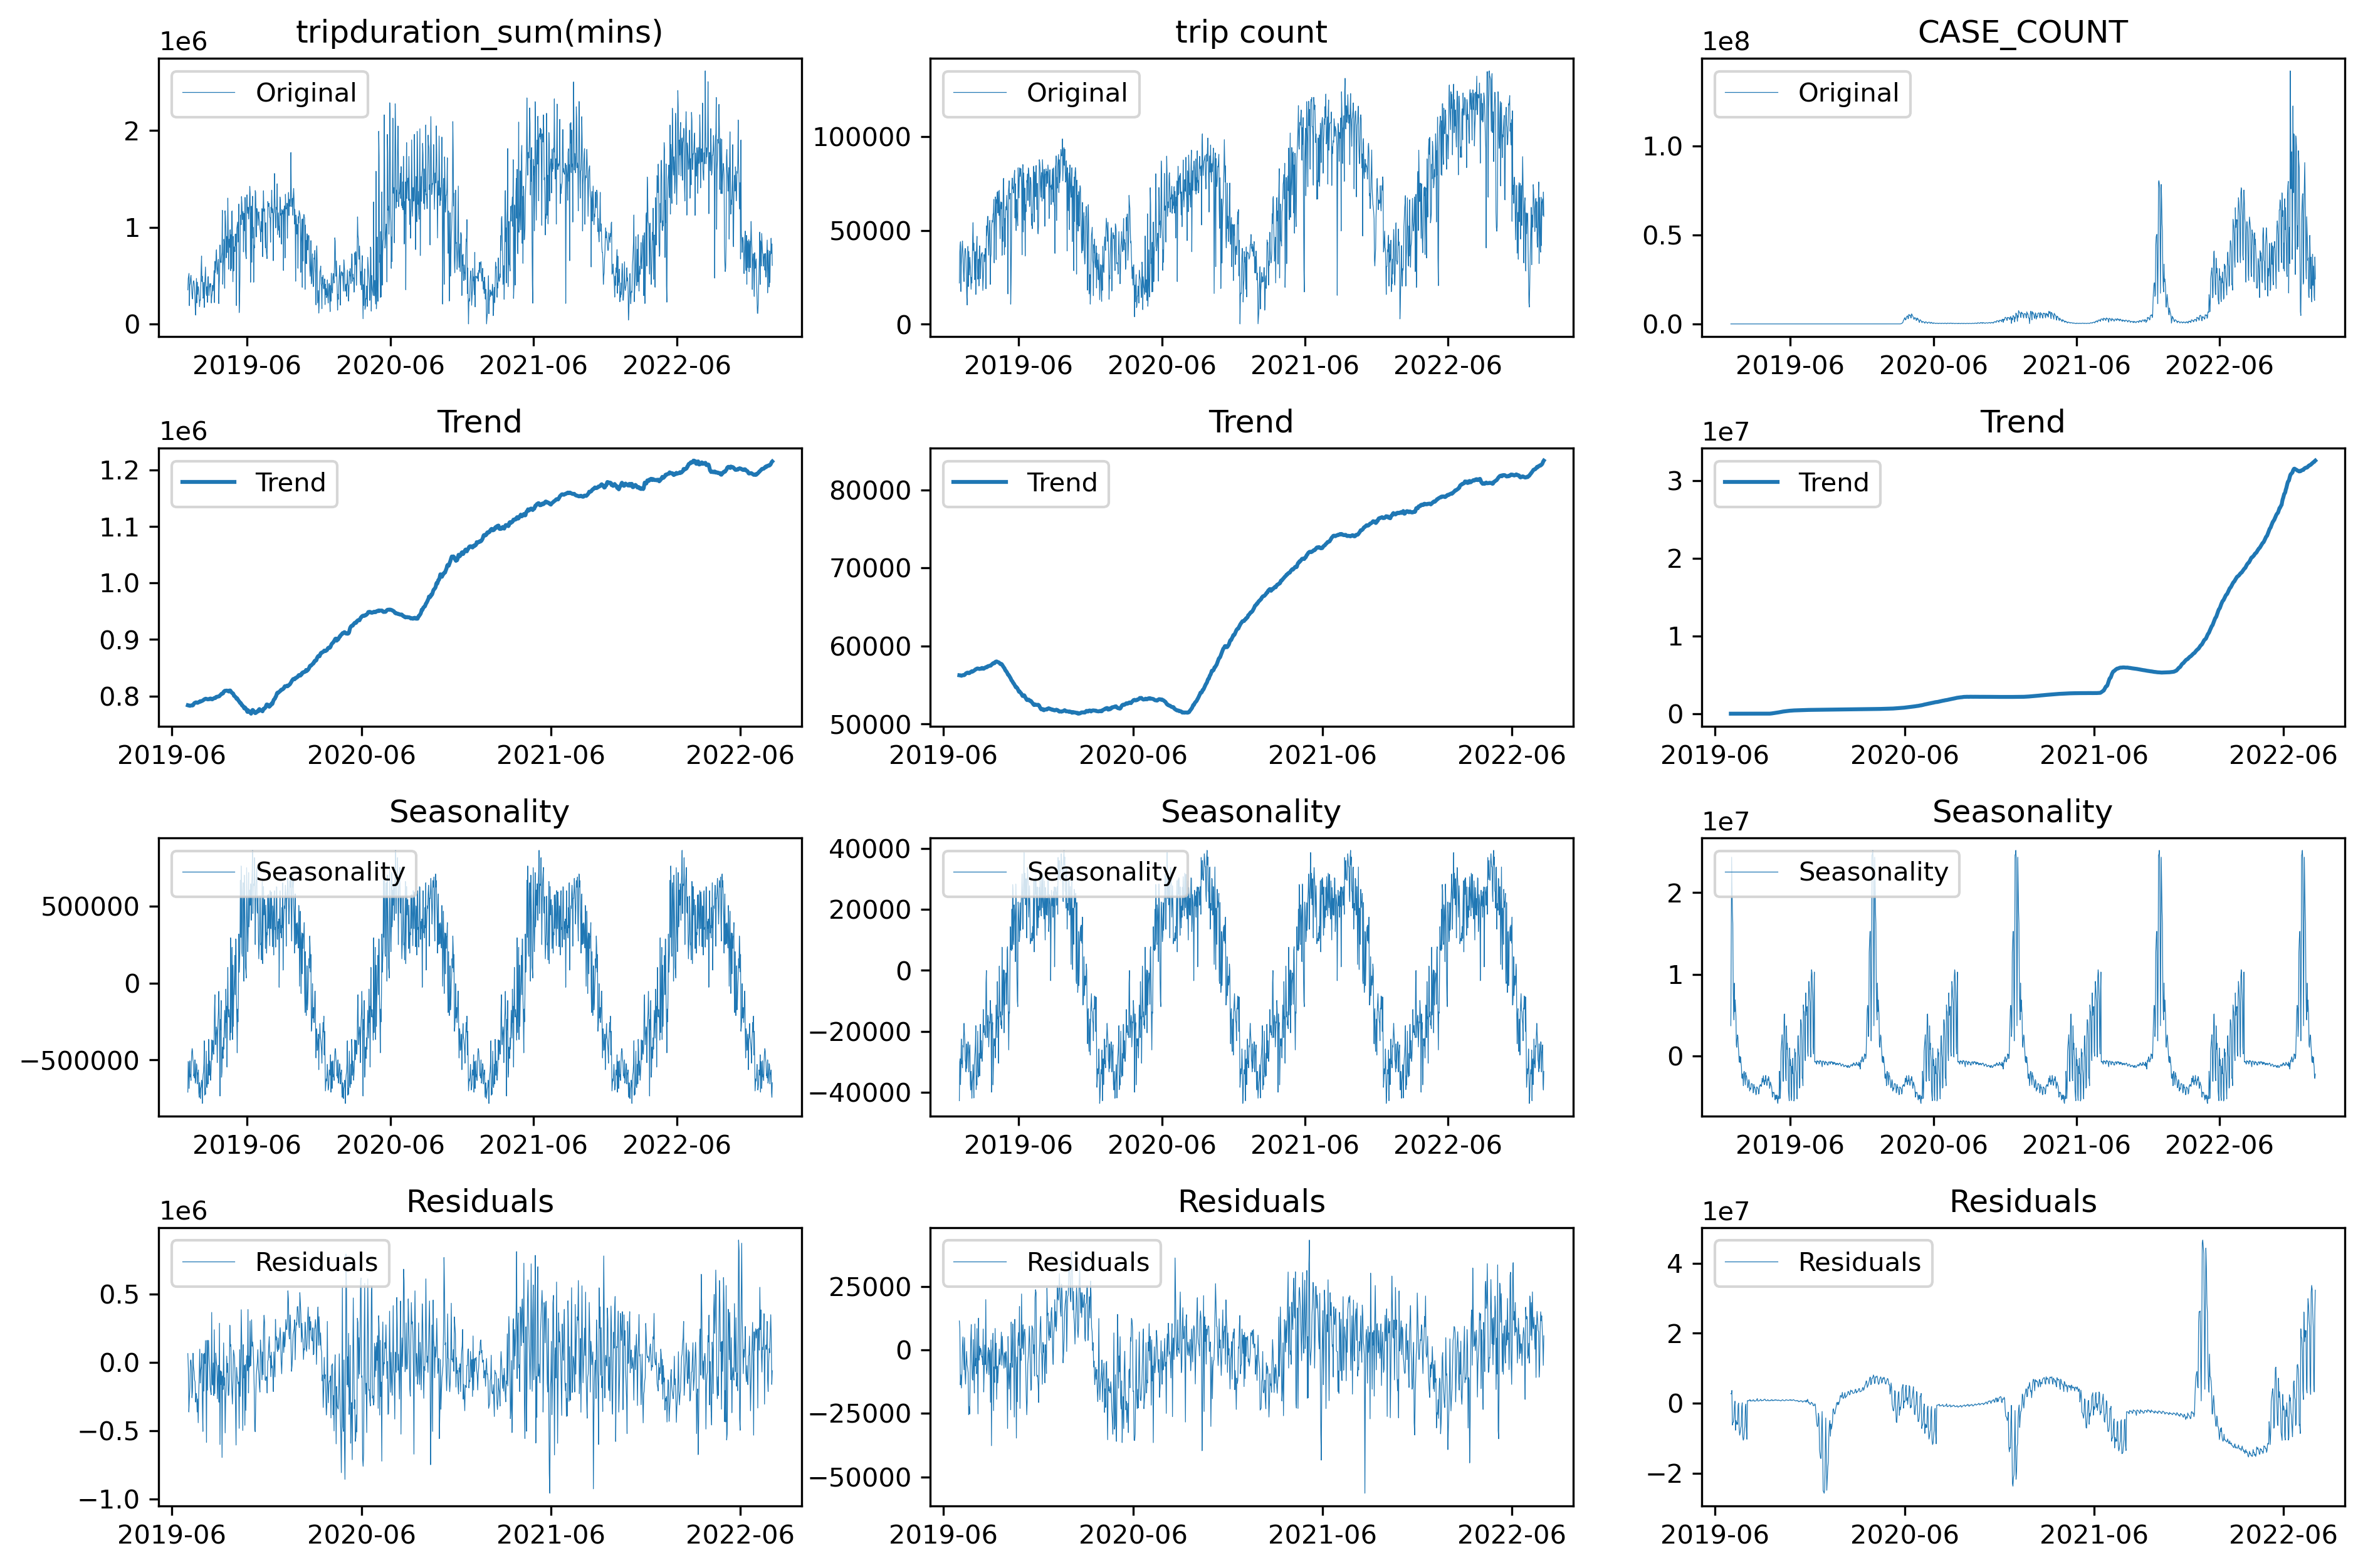 tripduration_sum(mins)
1e6
Original
2
1
0
2019-06 2020-06 2021-06 2022-06
trip count
Original
100000
50000
0
2019-06 2020-06 2021-06 2022-06
CASE_COUNT
1e8
Original
1.0
0.5
0.0
2019-06 2020-06 2021-06 2022-06
Trend
1e6
Trend
1.2
1.1
1.0
0.9
0.8
2019-06 2020-06 2021-06 2022-06
Trend
Trend
80000
70000
60000
50000
2019-06 2020-06 2021-06 2022-06
Trend
1e7
Trend
3
2
1
0
2019-06 2020-06 2021-06 2022-06
Seasonality
Seasonality
500000
0
−500000
2019-06 2020-06 2021-06 2022-06
Seasonality
Seasonality
40000
20000
0
−20000
−40000
2019-06 2020-06 2021-06 2022-06
Seasonality
1e7
Seasonality
2
1
0
2019-06 2020-06 2021-06 2022-06
Residuals
1e6
Residuals
0.5
0.0
−0.5
−1.0
2019-06 2020-06 2021-06 2022-06
Residuals
Residuals
25000
0
−25000
−50000
2019-06 2020-06 2021-06 2022-06
Residuals
1e7
Residuals
4
2
0
−2
2019-06 2020-06 2021-06 2022-06